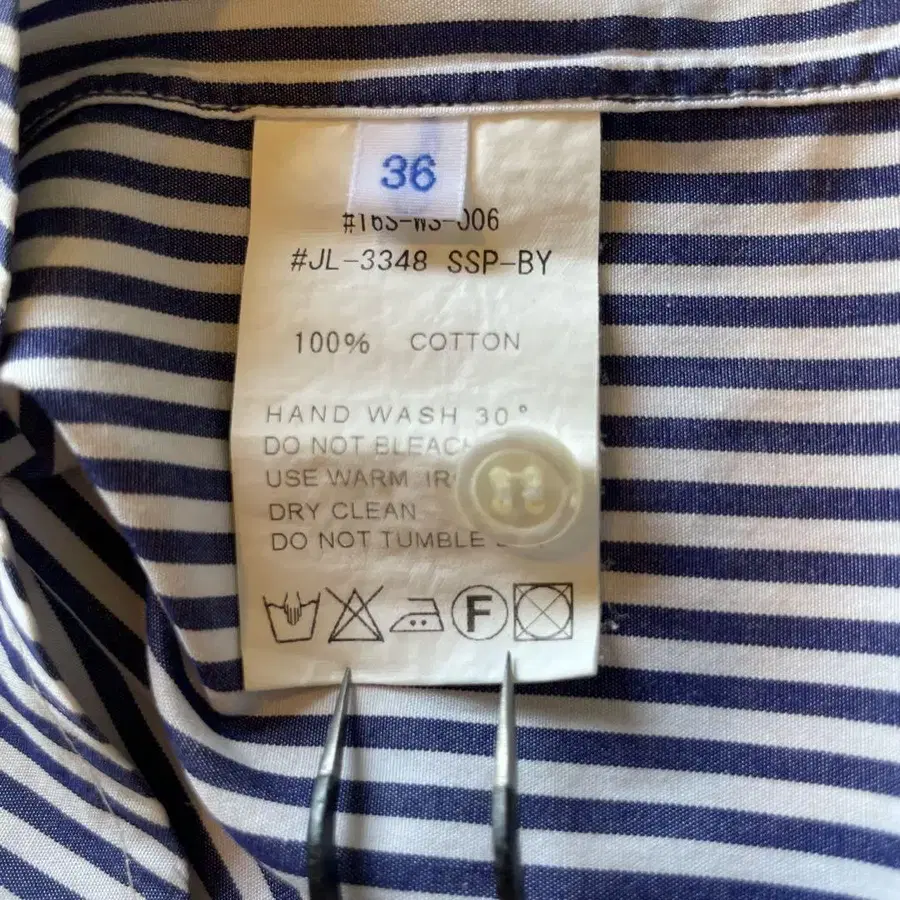 36
#16S-WS-006
#JL-3348 SSP-BY
100% COTTON
HAND WASH 30°
DO NOT BLEACH
USE WARM IR
DRY CLEAN
DO NOT TUMBLE
F